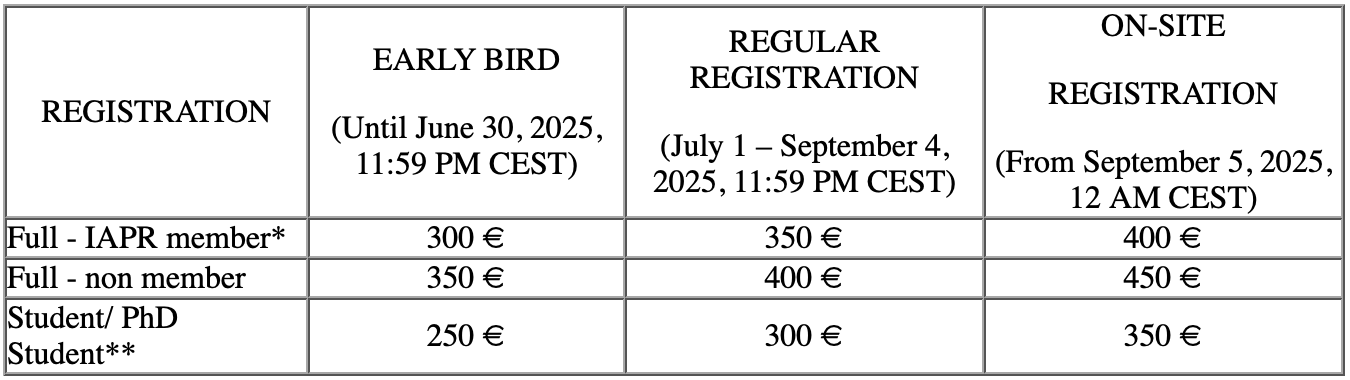 REGISTRATION
EARLY BIRD
(Until June 30, 2025,
11:59 PM CEST)
REGULAR
REGISTRATION
(July 1 – September 4,
2025, 11:59 PM CEST)
ON-SITE
REGISTRATION
(From September 5, 2025,
12 AM CEST)
Full - IAPR member* 300 € 350 € 400 €
Full - non member 350 € 400 € 450 €
Student/ PhD
Student** 250 € 300 € 350 €